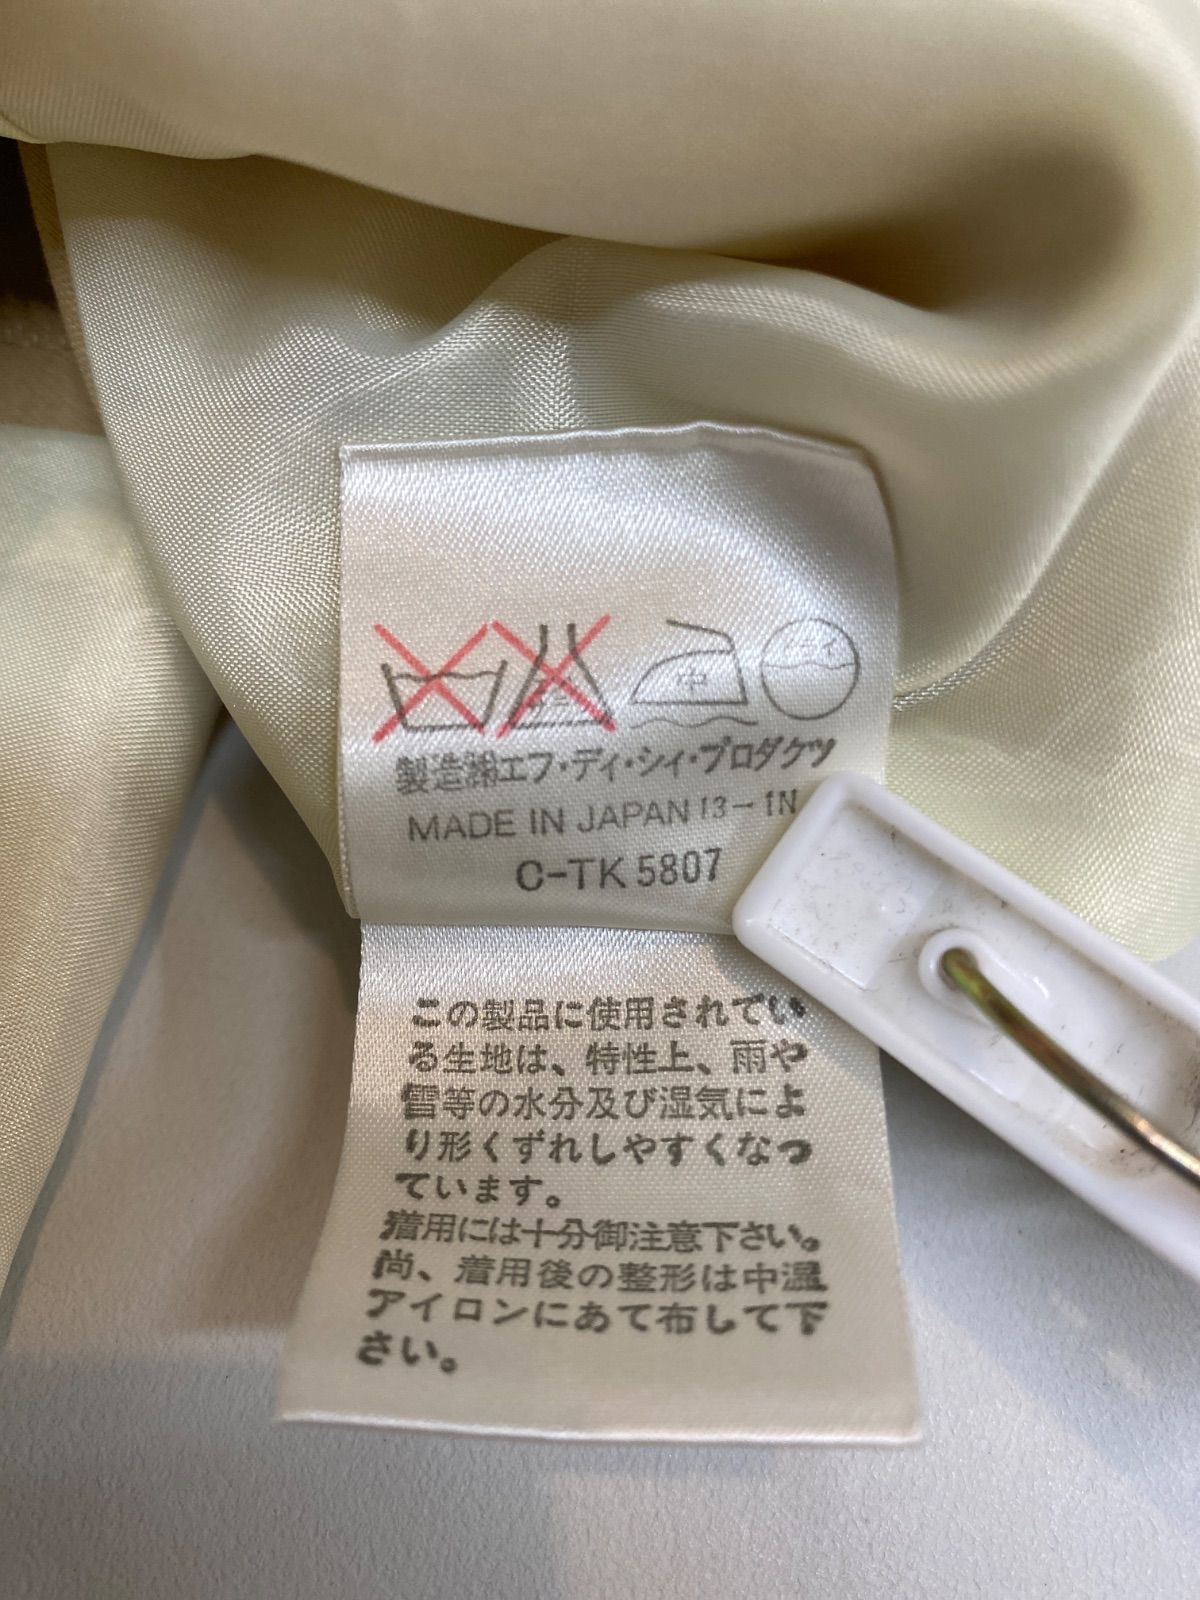 中
ドライ
製造㈱エフ・ディ・シィ・プロダクツ
MADE IN JAPAN 13-1N
C-TK 5807
この製品に使用されてい
る生地は、特性上、雨や
雪等の水分及び湿気によ
り形くずれしやすくなっ
ています。
着用には十分御注意下さい。
尚、着用後の整形は中温
アイロンにあて布して下
さい。